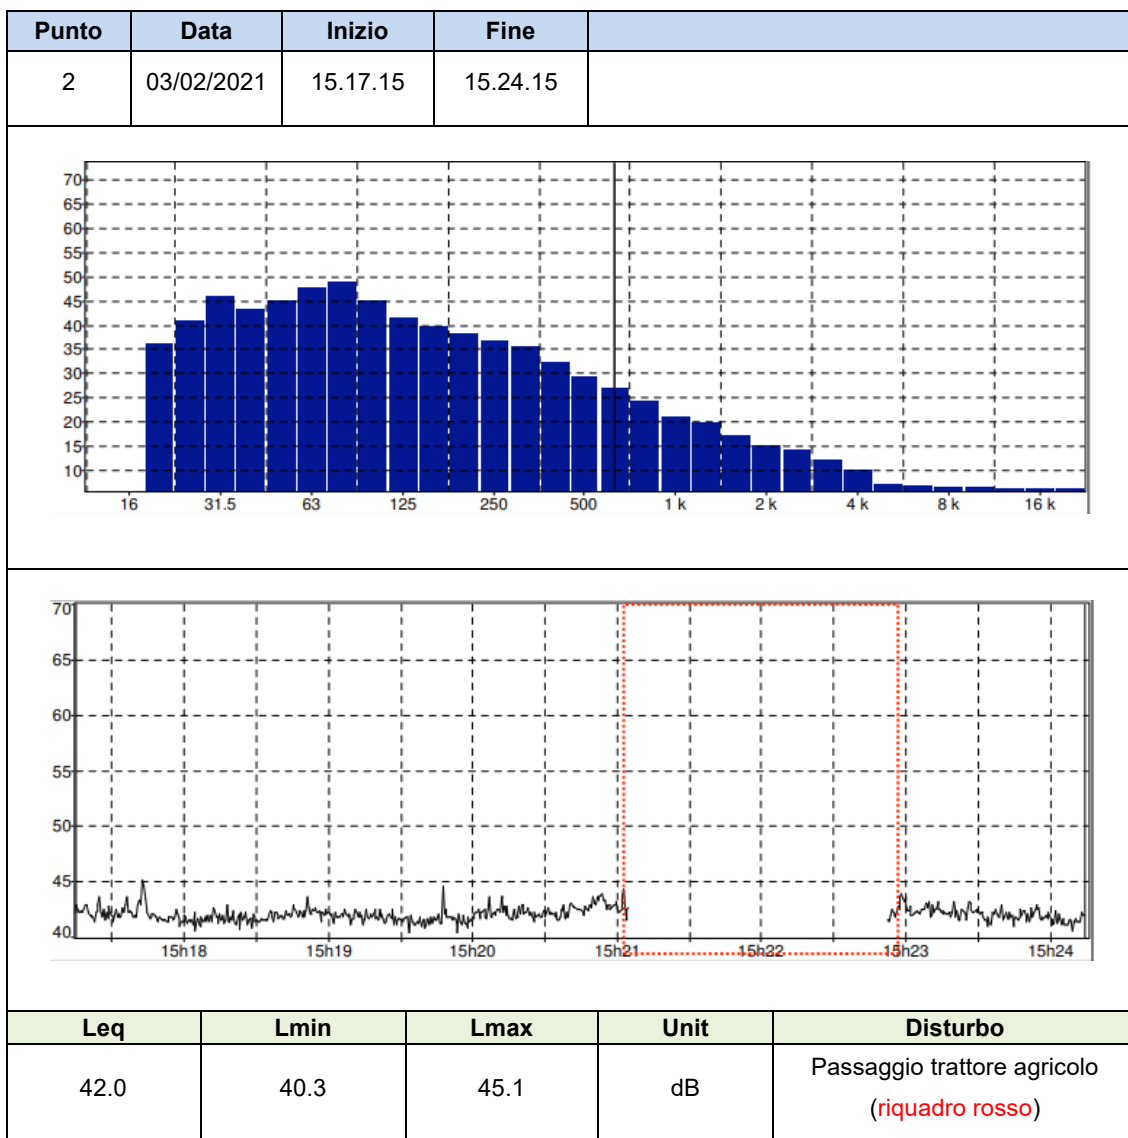 Punto Data Inizio Fine
2 03/02/2021 15.17.15 15.24.15
70
65
60
55
50
45
40
35
30
25
20
15
10
16 31.5 63 125 250 500 1 k 2 k 4 k 8 k 16 k
70
65
60
55
50
45
40
15h18 15h19 15h20 15h21 15h22 15h23 15h24
Leq Lmin Lmax Unit Disturbo
42.0 40.3 45.1 dB Passaggio trattore agricolo
(riquadro rosso)